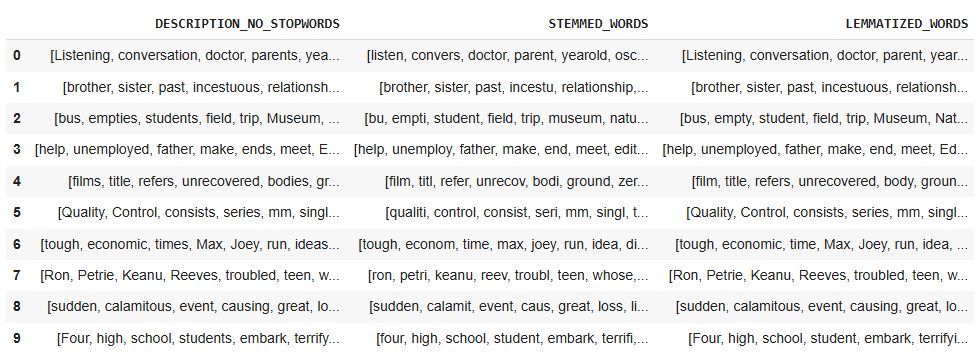 DESCRIPTION_NO_STOPWORDS STEMMED_WORDS LEMMATIZED_WORDS
0 [Listening, conversation, doctor, parents, yea... [listen, convers, doctor, parent, yearold, osc... [Listening, conversation, doctor, parent, year...
1 [brother, sister, past, incestuous, relationsh... [brother, sister, past, incestu, relationship,... [brother, sister, past, incestuous, relationsh...
2 [bus, empties, students, field, trip, Museum, ... [bu, empti, student, field, trip, museum, natu... [bus, empty, student, field, trip, Museum, Nat...
3 [help, unemployed, father, make, ends, meet, E... [help, unemploy, father, make, end, meet, edit... [help, unemployed, father, make, end, meet, Ed...
4 [films, title, refers, unrecovered, bodies, gr... [film, titl, refer, unrecov, bodi, ground, zer... [film, title, refers, unrecovered, body, groun...
5 [Quality, Control, consists, series, mm, singl... [qualiti, control, consist, seri, mm, singl, t... [Quality, Control, consists, series, mm, singl...
6 [tough, economic, times, Max, Joey, run, ideas... [tough, econom, time, max, joey, run, idea, di... [tough, economic, time, Max, Joey, run, idea, ...
7 [Ron, Petrie, Keanu, Reeves, troubled, teen, w... [ron, petri, keanu, reev, troubl, teen, whose,... [Ron, Petrie, Keanu, Reeves, troubled, teen, w...
8 [sudden, calamitous, event, causing, great, lo... [sudden, calamit, event, caus, great, loss, li... [sudden, calamitous, event, causing, great, lo...
9 [Four, high, school, students, embark, terrify... [four, high, school, student, embark, terrifi,... [Four, high, school, student, embark, terrifyi...